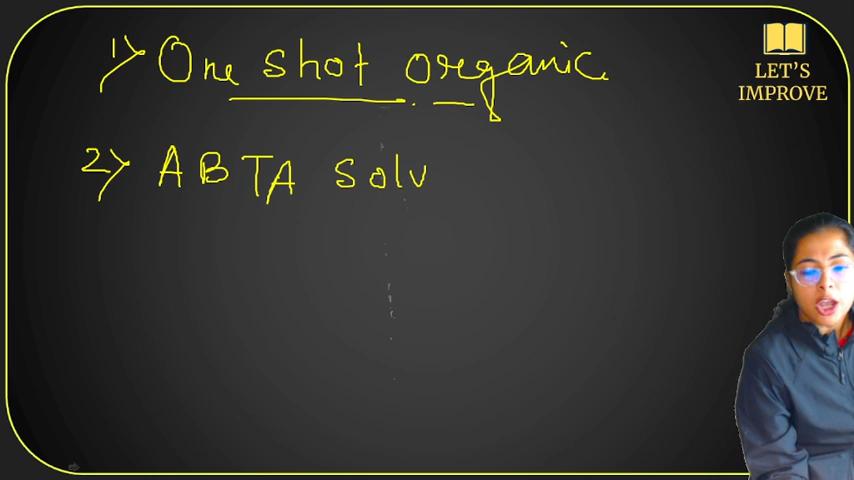 1) One shot organic
LET'S
IMPROVE
2) ABTA Solv